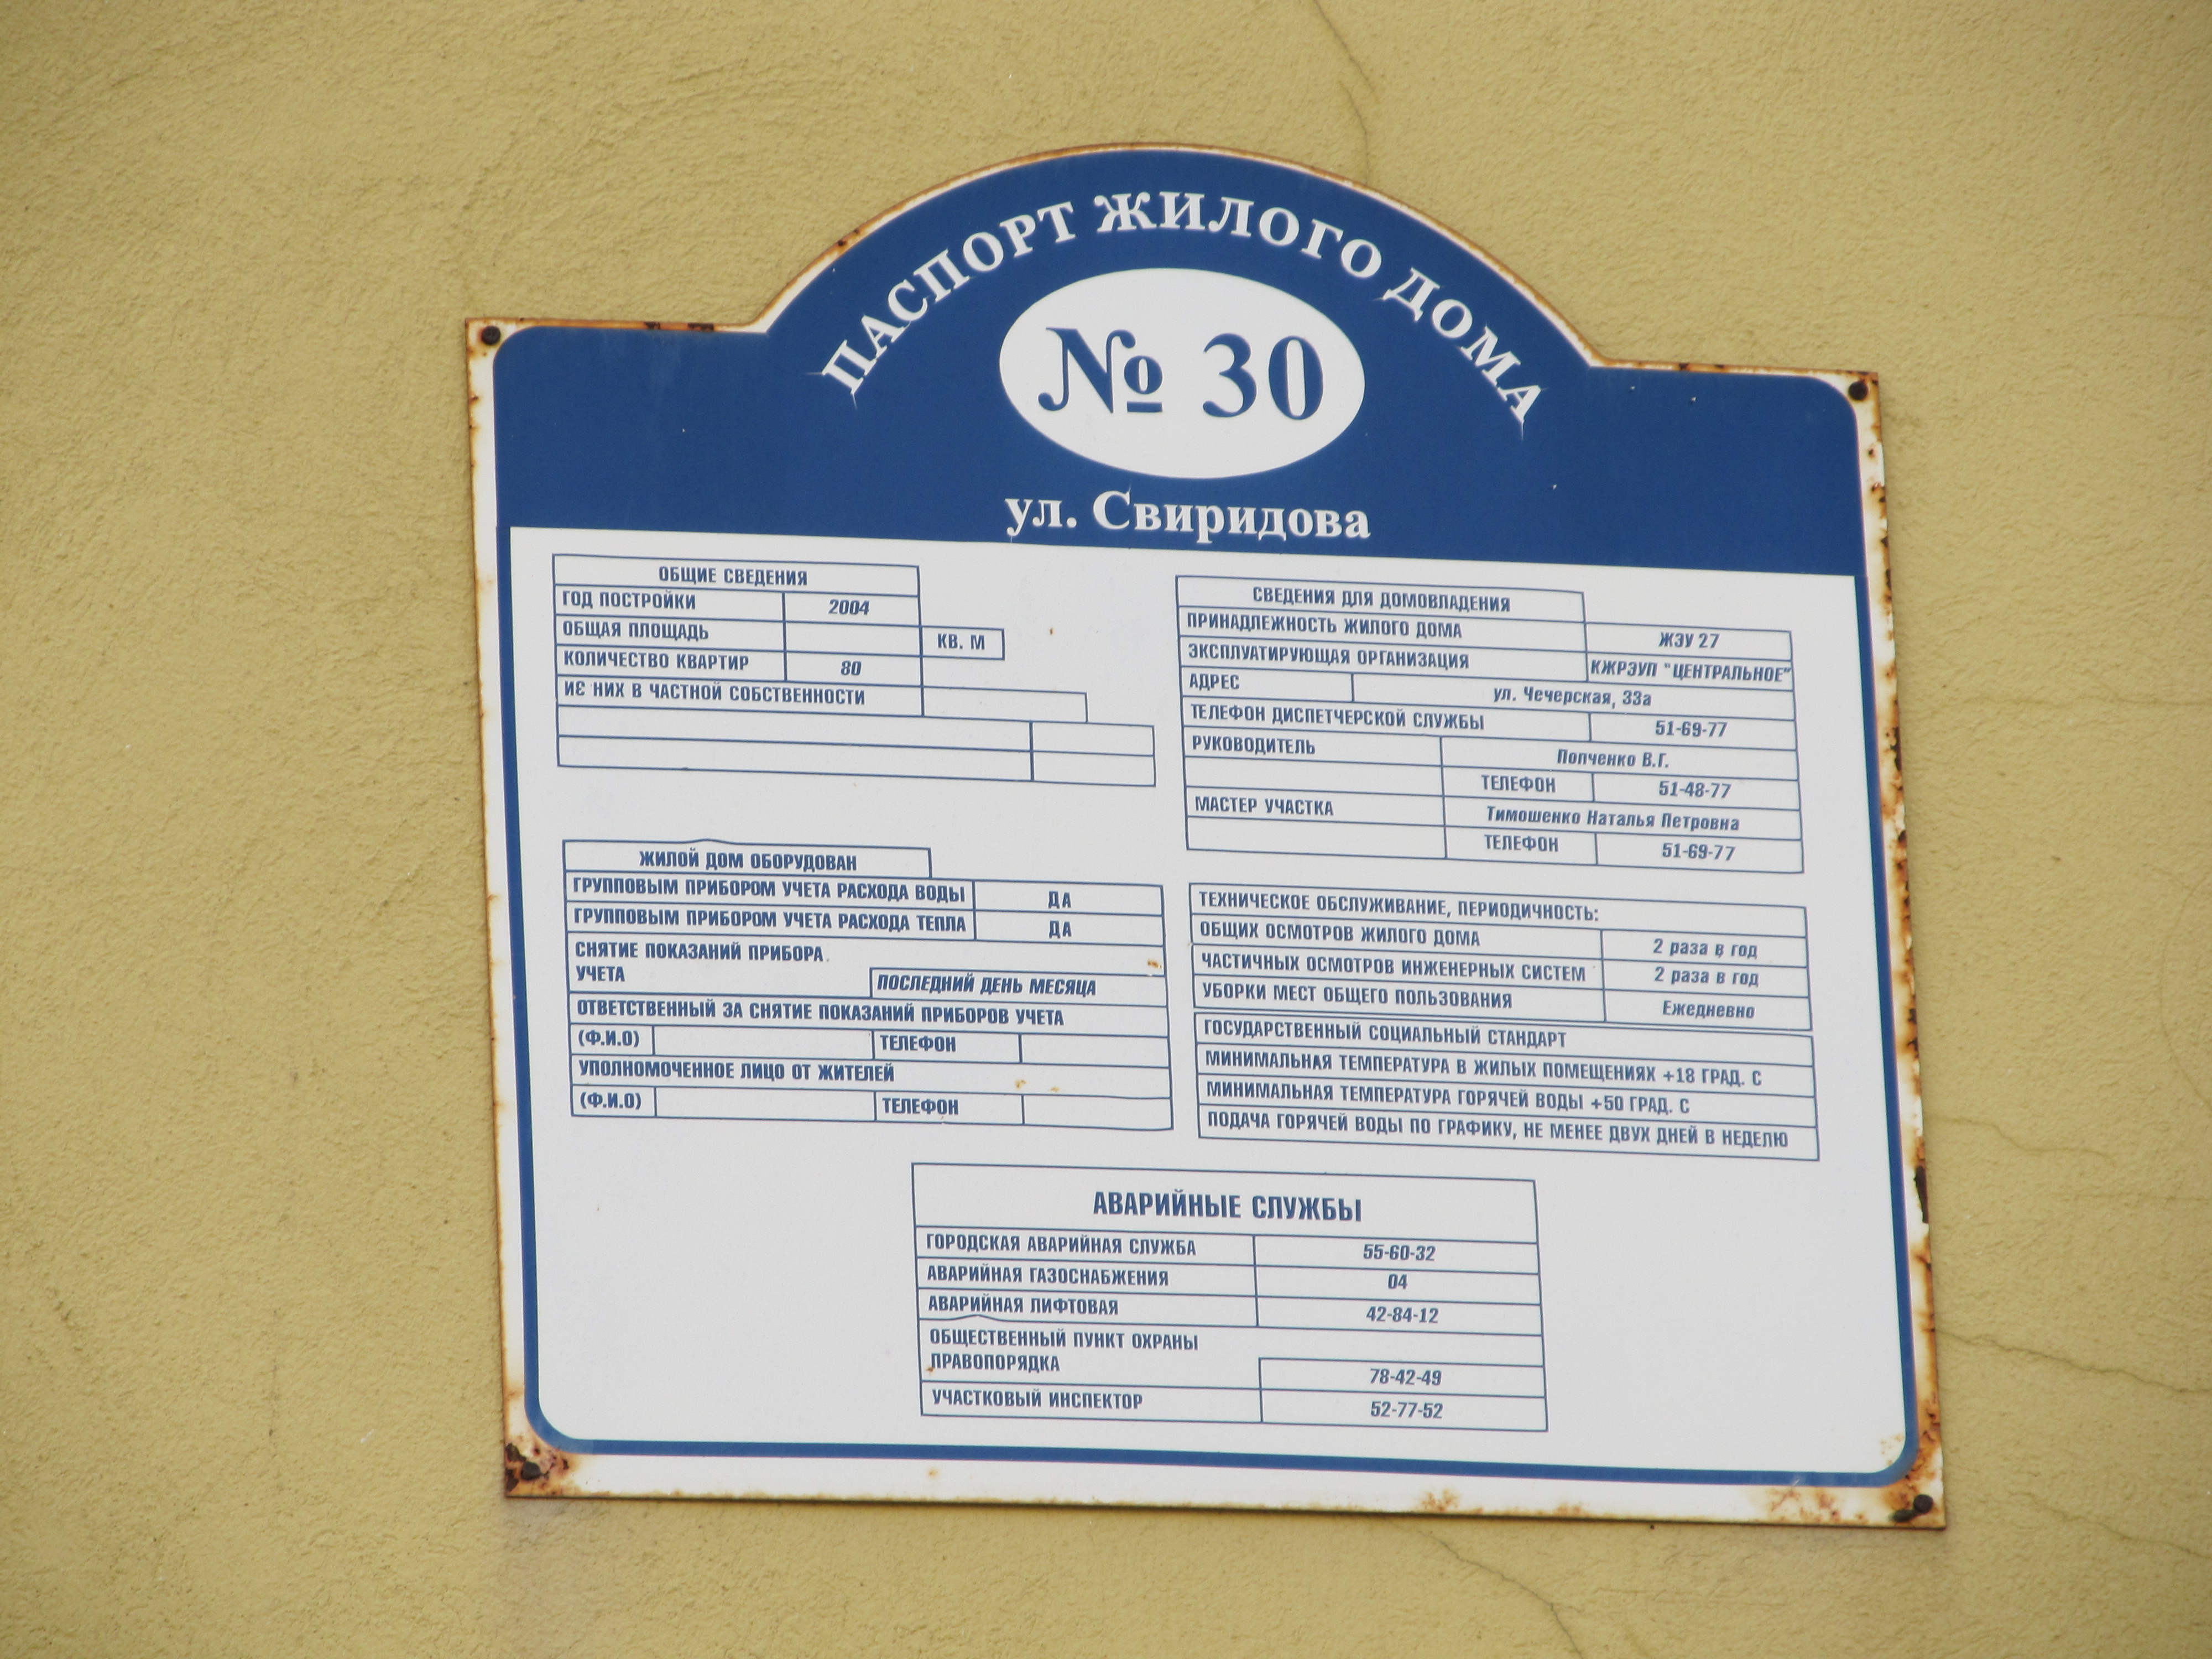 ПАСПОРТ ЖИЛОГО ДОМА
№ 30
ул. Свиридова
ОБЩИЕ СВЕДЕНИЯ
ГОД ПОСТРОЙКИ 2004
ОБЩАЯ ПЛОЩАДЬ КВ. М
КОЛИЧЕСТВО КВАРТИР 80
ИЄ НИХ В ЧАСТНОЙ СОБСТВЕННОСТИ
ЖИЛОЙ ДОМ ОБОРУДОВАН
ГРУППОВЫМ ПРИБОРОМ УЧЕТА РАСХОДА ВОДЫ ДА
ГРУППОВЫМ ПРИБОРОМ УЧЕТА РАСХОДА ТЕПЛА ДА
СНЯТИЕ ПОКАЗАНИЙ ПРИБОРА
УЧЕТА ПОСЛЕДНИЙ ДЕНЬ МЕСЯЦА
ОТВЕТСТВЕННЫЙ ЗА СНЯТИЕ ПОКАЗАНИЙ ПРИБОРОВ УЧЕТА
(Ф.И.О) ТЕЛЕФОН
УПОЛНОМОЧЕННОЕ ЛИЦО ОТ ЖИТЕЛЕЙ
(Ф.И.О) ТЕЛЕФОН
СВЕДЕНИЯ ДЛЯ ДОМОВЛАДЕНИЯ
ПРИНАДЛЕЖНОСТЬ ЖИЛОГО ДОМА ЖЭУ 27
ЭКСПЛУАТИРУЮЩАЯ ОРГАНИЗАЦИЯ КЖРЭУП "ЦЕНТРАЛЬНОЕ"
АДРЕС ул. Чечерская, 33а
ТЕЛЕФОН ДИСПЕТЧЕРСКОЙ СЛУЖБЫ 51-69-77
РУКОВОДИТЕЛЬ Попченко В.Г.
ТЕЛЕФОН 51-48-77
МАСТЕР УЧАСТКА Тимошенко Наталья Петровна
ТЕЛЕФОН 51-69-77
ТЕХНИЧЕСКОЕ ОБСЛУЖИВАНИЕ, ПЕРИОДИЧНОСТЬ:
ОБЩИХ ОСМОТРОВ ЖИЛОГО ДОМА 2 раза в год
ЧАСТИЧНЫХ ОСМОТРОВ ИНЖЕНЕРНЫХ СИСТЕМ 2 раза в год
УБОРКИ МЕСТ ОБЩЕГО ПОЛЬЗОВАНИЯ Ежедневно
ГОСУДАРСТВЕННЫЙ СОЦИАЛЬНЫЙ СТАНДАРТ
МИНИМАЛЬНАЯ ТЕМПЕРАТУРА В ЖИЛЫХ ПОМЕЩЕНИЯХ +18 ГРАД. С
МИНИМАЛЬНАЯ ТЕМПЕРАТУРА ГОРЯЧЕЙ ВОДЫ +50 ГРАД. С
ПОДАЧА ГОРЯЧЕЙ ВОДЫ ПО ГРАФИКУ, НЕ МЕНЕЕ ДВУХ ДНЕЙ В НЕДЕЛЮ
АВАРИЙНЫЕ СЛУЖБЫ
ГОРОДСКАЯ АВАРИЙНАЯ СЛУЖБА 55-60-32
АВАРИЙНАЯ ГАЗОСНАБЖЕНИЯ 04
АВАРИЙНАЯ ЛИФТОВАЯ 42-84-12
ОБЩЕСТВЕННЫЙ ПУНКТ ОХРАНЫ
ПРАВОПОРЯДКА 78-42-49
УЧАСТКОВЫЙ ИНСПЕКТОР 52-77-52